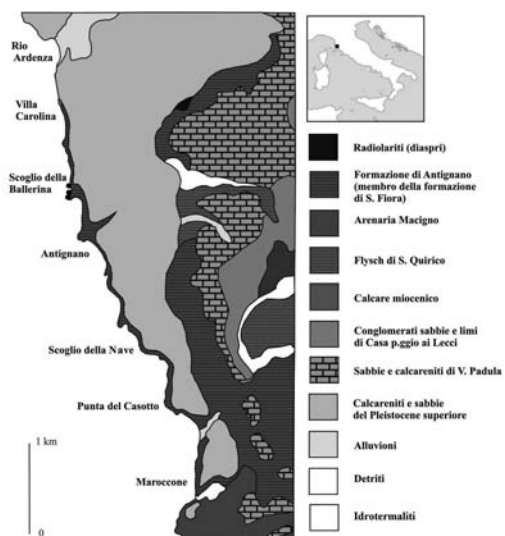 Rio
Ardenza
Villa
Carolina
Scoglio della
Ballerina
Antignano
Scoglio della Nave
Punta del Casotto
1 km
Maroccone
0
Radiolariti (diaspri)
Formazione di Antignano
(membro della formazione
di S. Fiora)
Arenaria Macigno
Flysch di S. Quirico
Calcare miocenico
Conglomerati sabbie e limi
di Casa p.ggio ai Lecci
Sabbie e calcareniti di V. Padula
Calcareniti e sabbie
del Pleistocene superiore
Alluvioni
Detriti
Idrotermaliti